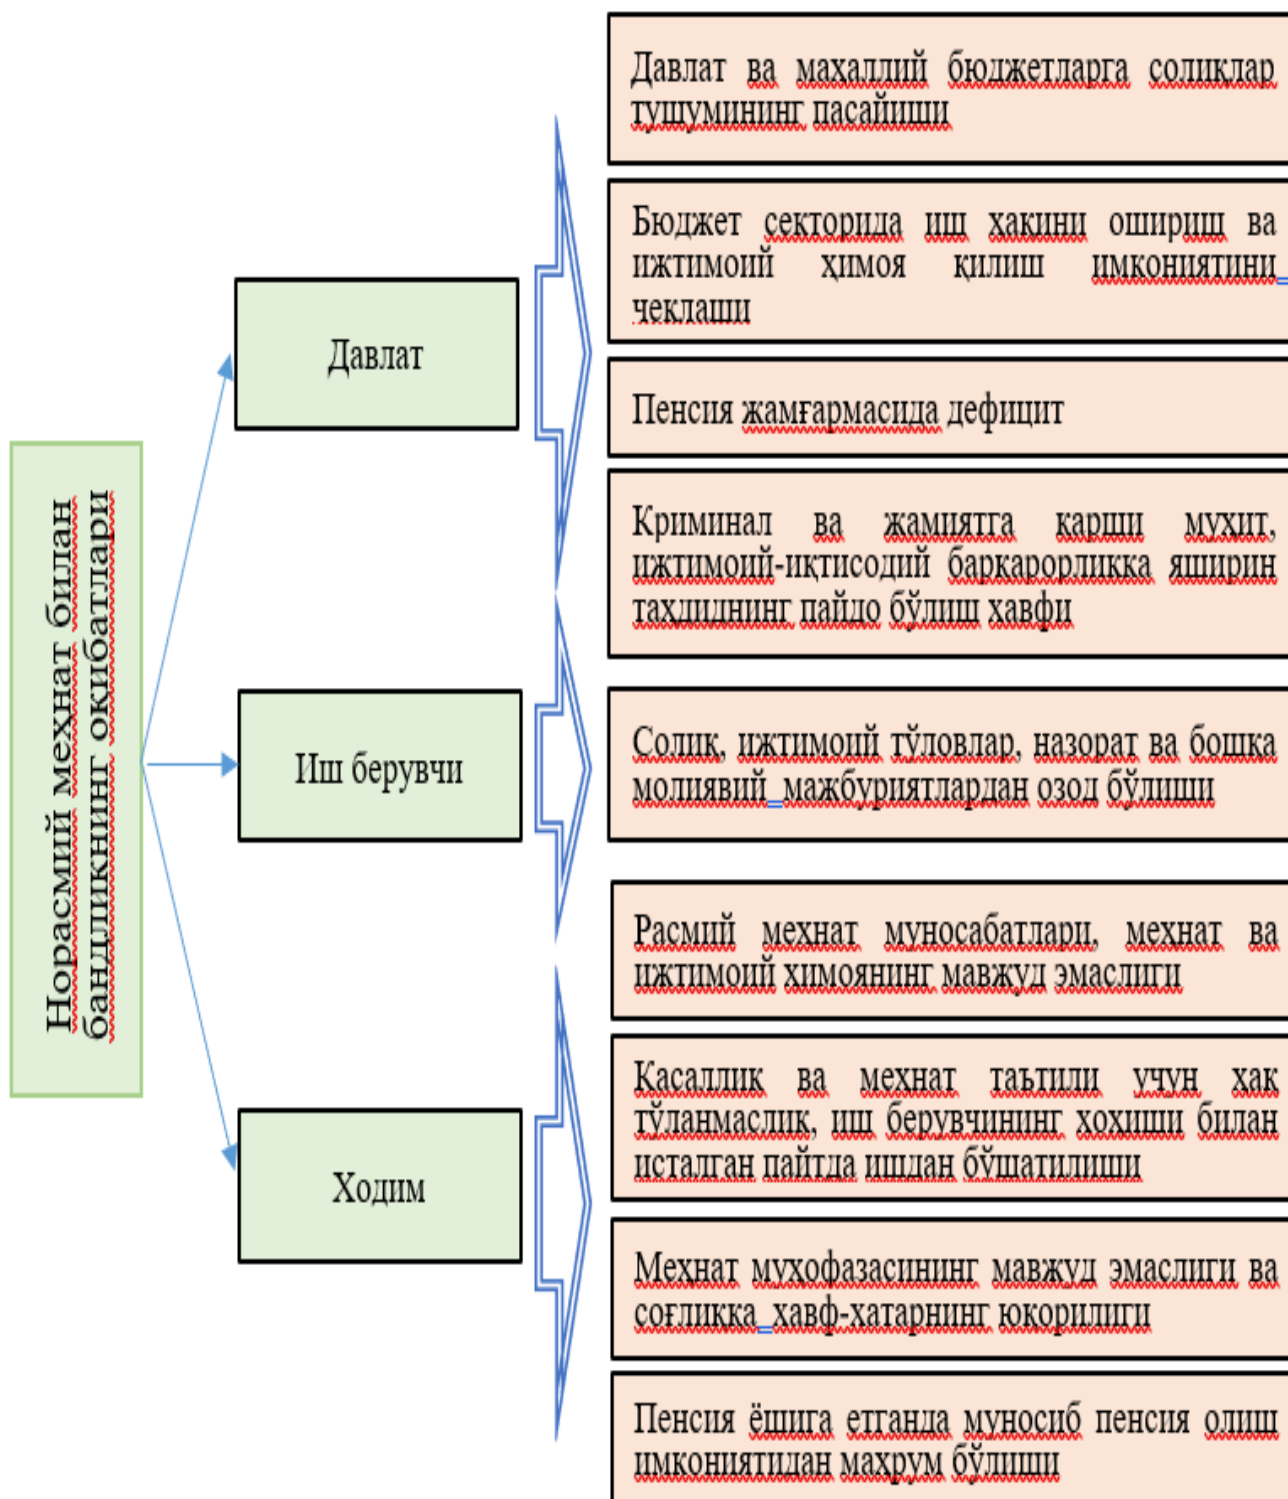 Норасмий меҳнат билан
бандликнинг оқибатлари
Давлат
Давлат ва маҳаллий бюджетларга солиқлар
тушумининг пасайиши
Бюджет секторида иш ҳақини ошириш ва
ижтимоий ҳимоя қилиш имкониятини
чеклаши
Пенсия жамғармасида дефицит
Криминал ва жамиятга қарши муҳит,
ижтимоий-иқтисодий барқарорликка яширин
таҳдиднинг пайдо бўлиш хавфи
Иш берувчи
Солиқ, ижтимоий тўловлар, назорат ва бошқа
молиявий мажбуриятлардан озод бўлиши
Ходим
Расмий меҳнат муносабатлари, меҳнат ва
ижтимоий ҳимоянинг мавжуд эмаслиги
Касаллик ва меҳнат таътили учун ҳақ
тўланмаслик, иш берувчининг хоҳиши билан
исталган пайтда ишдан бўшатилиши
Меҳнат муҳофазасининг мавжуд эмаслиги ва
соғлиққа хавф-хатарнинг юқорилиги
Пенсия ёшига етганда муносиб пенсия олиш
имкониятидан маҳрум бўлиши